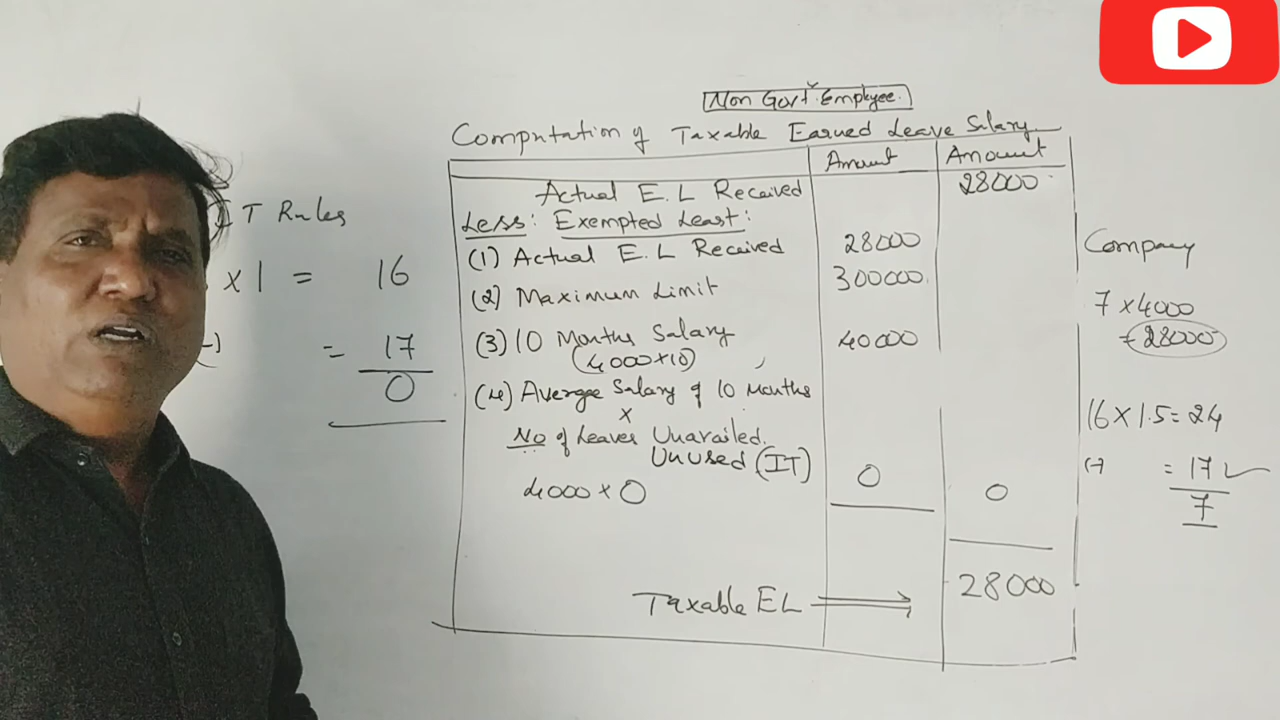 Non Govt. Employee.
Computation of Taxable Earned Leave Salary
Amount Amount
Actual E.L Received 28000
Less: Exempted Least:
(1) Actual E.L Received 28000
(2) Maximum Limit 300000
(3) 10 Months Salary 40000
(4000×10)
(4) Average Salary of 10 Months
×
No of Leaves Unavailed.
Unused (IT)
4000 × 0 0 0
Taxable EL 28000
IT Rules
×1 = 16
(-) = 17
0
Company
7×4000
= 28000
16×1.5=24
(-) = 17
7